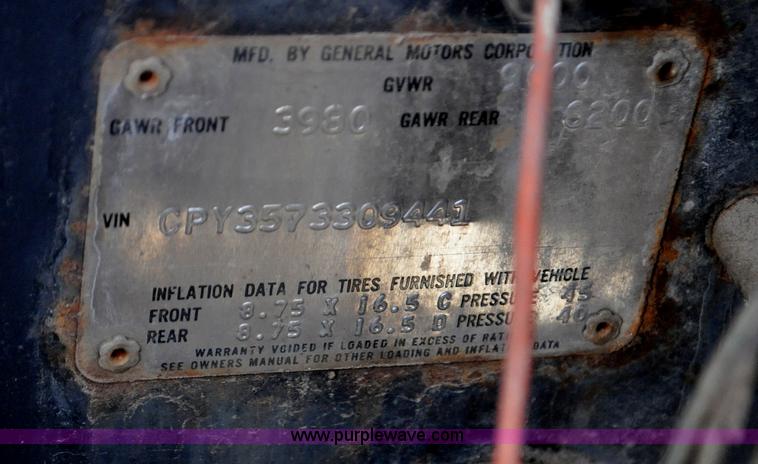 MFD. BY GENERAL MOTORS CORPORATION
GVWR
GAWR FRONT 3980 GAWR REAR 6200
VIN CPY3573309441
INFLATION DATA FOR TIRES FURNISHED WITH VEHICLE
FRONT 8.75 X 16.5 C PRESSURE 45
REAR 8.75 X 16.5 D PRESSURE 40
WARRANTY VOIDED IF LOADED IN EXCESS OF
SEE OWNERS MANUAL FOR OTHER LOADING AND INFLATION DATA
www.purplewave.com